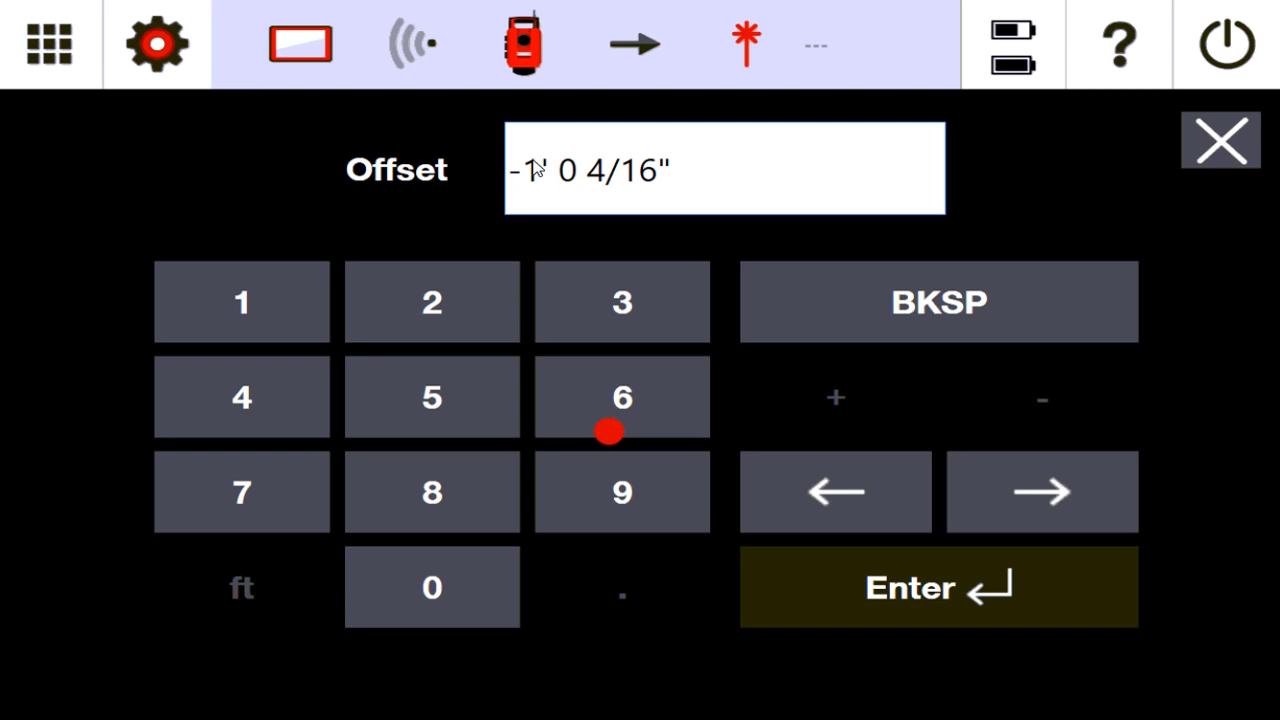 ?
---
Offset -1' 0 4/16"
1 2 3 BKSP
4 5 6 + -
7 8 9
ft 0 . Enter